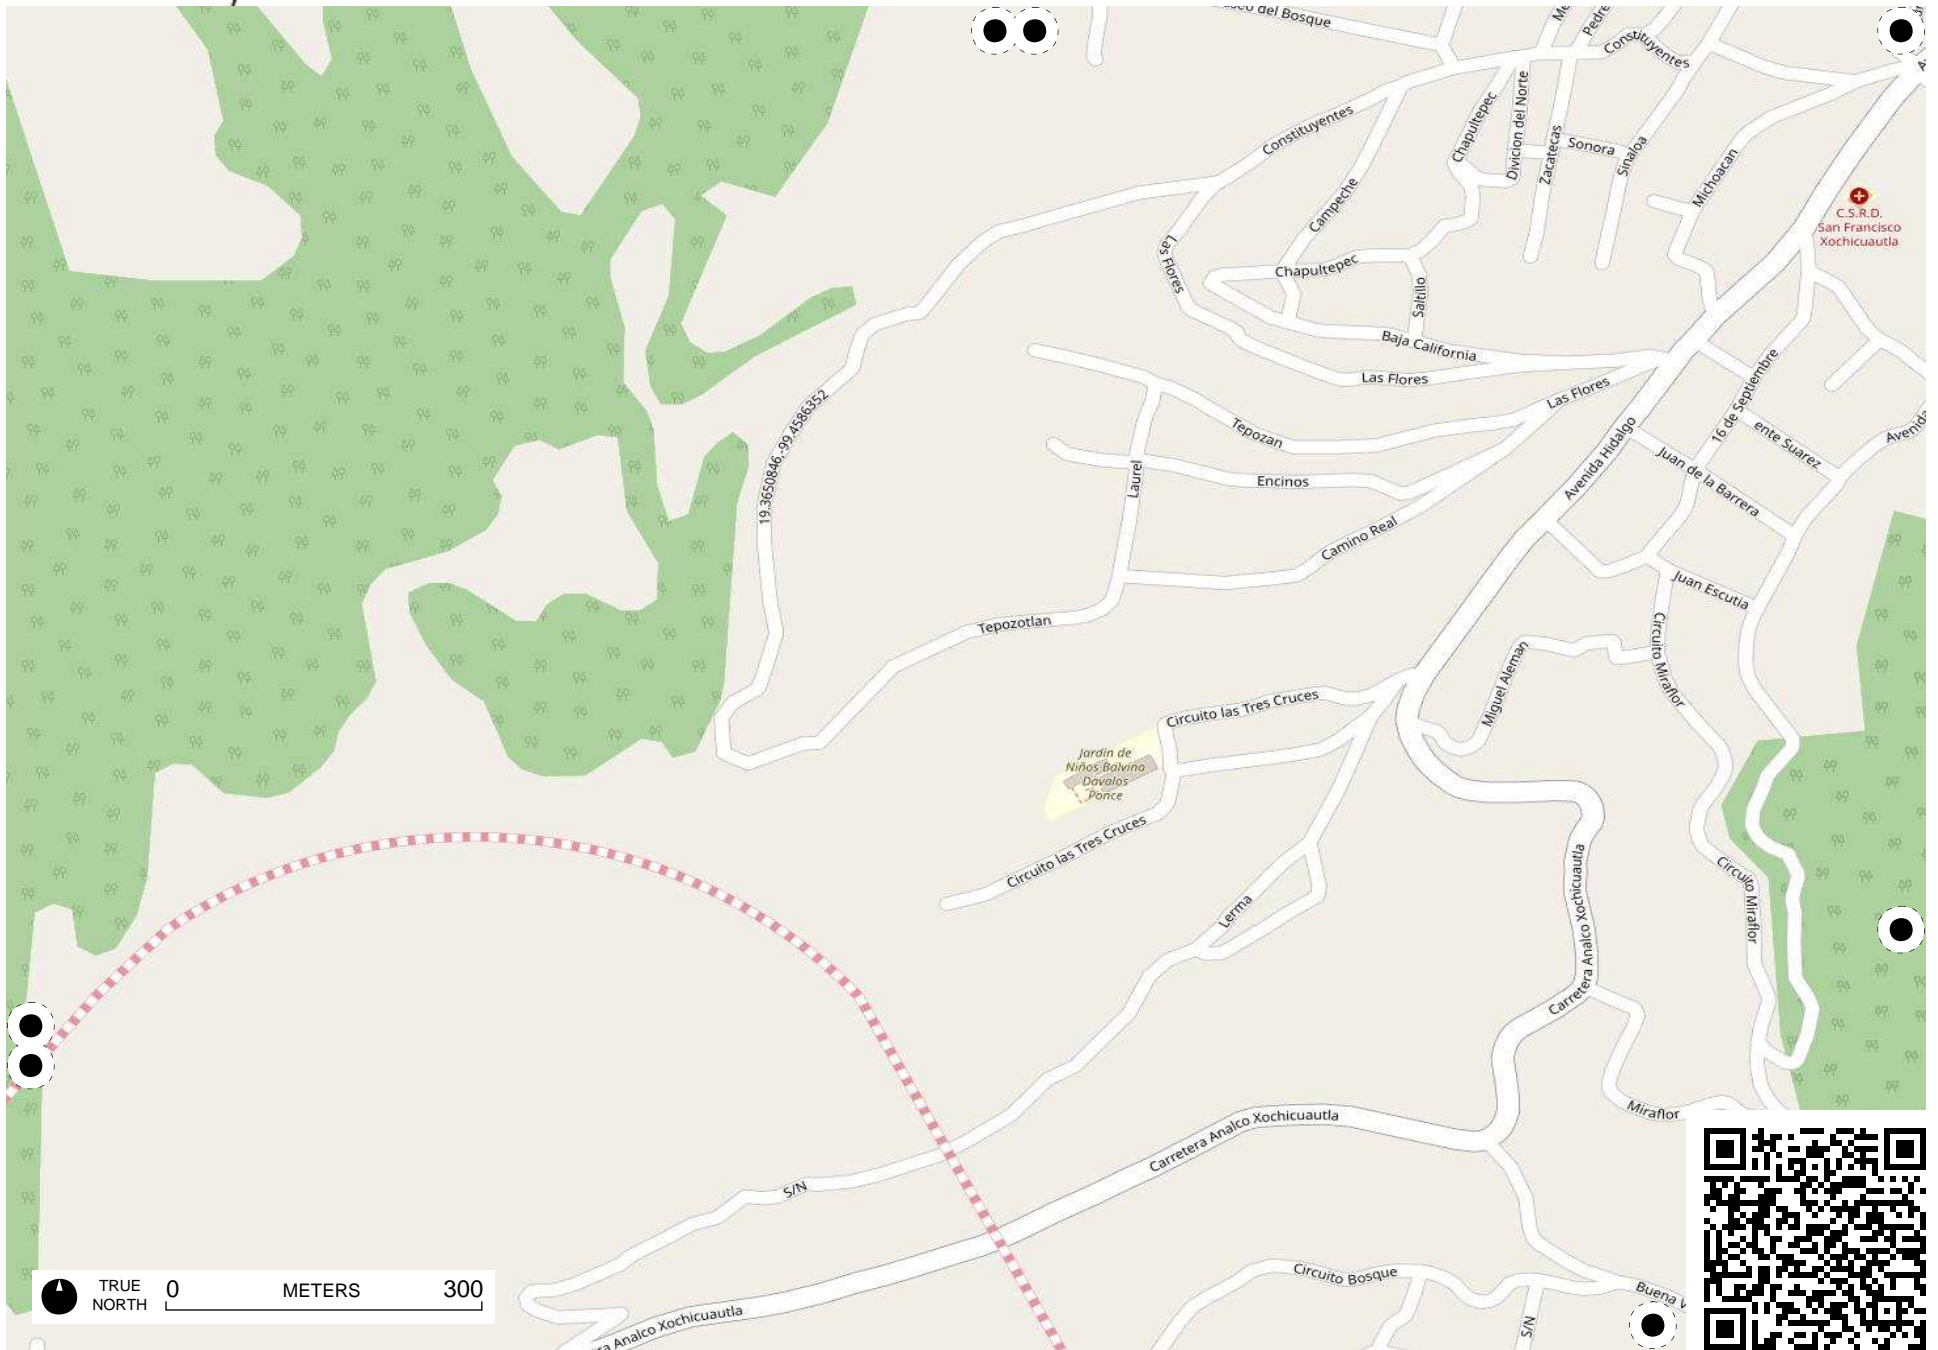 Constituyentes
Constituyentes
Chapultepec
Divicion del Norte
Zacatecas
Sonora
Sinaloa
Michoacan
Campeche
C.S.R.D.
San Francisco
Xochicuautla
Las Flores
Chapultepec
Saltillo
Baja California
Las Flores
Las Flores
16 de Septiembre
19.3650846,-99.4586352
Tepozan
Avenida Hidalgo
ente Suarez
Avenida
Laurel
Encinos
Juan de la Barrera
Camino Real
Juan Escutia
Tepozotlan
Circuito Miraflor
Miguel Aleman
Circuito las Tres Cruces
Jardin de
Niños Balvino
Davalos
Ponce
Circuito las Tres Cruces
Lerma
Carretera Analco Xochicuautla
Circuito Miraflor
Miraflor
Carretera Analco Xochicuautla
S/N
Circuito Bosque
Buena V
S/N
TRUE
NORTH
0 METERS 300
Analco Xochicuautla
del Bosque